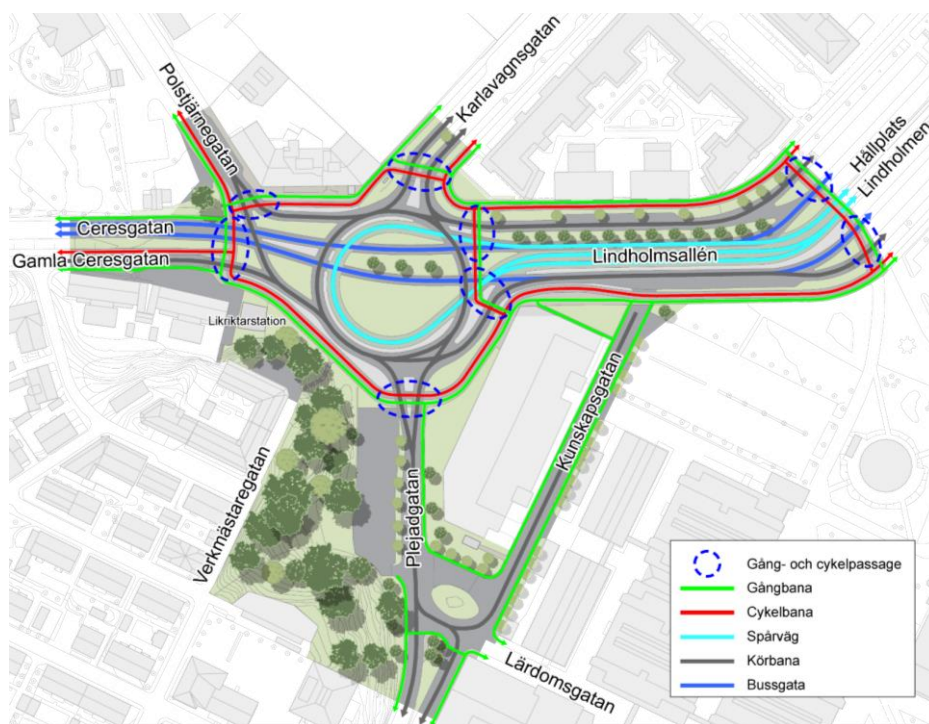 Polstjärnegatan
Karlavagnsgatan
Hållplats
Lindholmen
Ceresgatan
Gamla Ceresgatan
Lindholmsallén
Likriktarstation
Verkmästaregatan
Plejadgatan
Kunskapsgatan
Lärdomsgatan
Gång- och cykelpassage
Gångbana
Cykelbana
Spårväg
Körbana
Bussgata